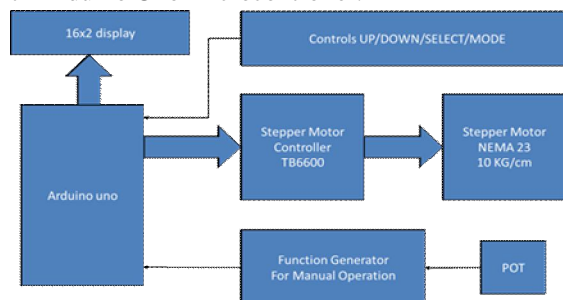 16x2 display
Controls UP/DOWN/SELECT/MODE
Stepper Motor
Controller
TB6600
Stepper Motor
NEMA 23
10 KG/cm
Arduino uno
Function Generator
For Manual Operation
POT